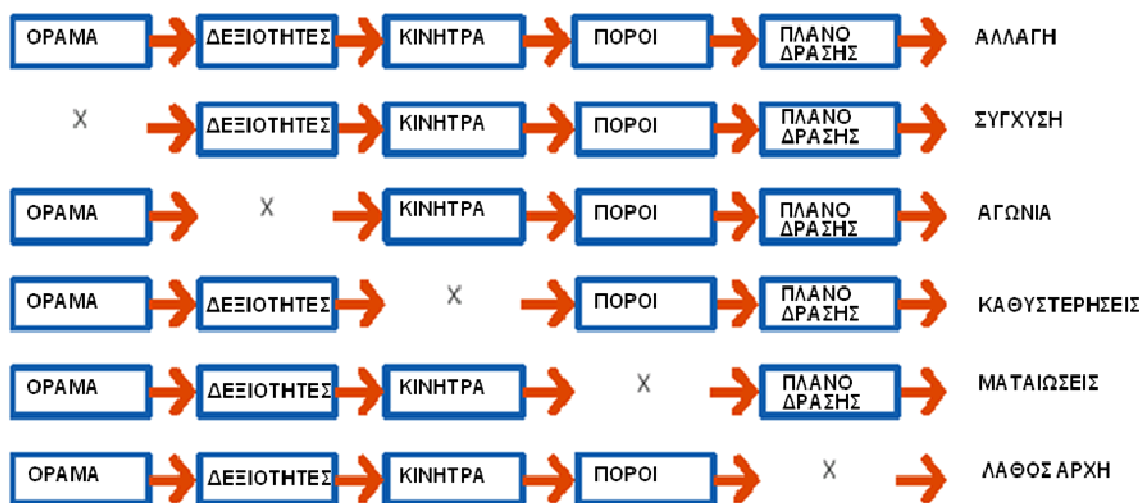 ΟΡΑΜΑ ΔΕΞΙΟΤΗΤΕΣ ΚΙΝΗΤΡΑ ΠΟΡΟΙ ΠΛΑΝΟ ΔΡΑΣΗΣ ΑΛΛΑΓΗ
X ΔΕΞΙΟΤΗΤΕΣ ΚΙΝΗΤΡΑ ΠΟΡΟΙ ΠΛΑΝΟ ΔΡΑΣΗΣ ΣΥΓΧΥΣΗ
ΟΡΑΜΑ X ΚΙΝΗΤΡΑ ΠΟΡΟΙ ΠΛΑΝΟ ΔΡΑΣΗΣ ΑΓΩΝΙΑ
ΟΡΑΜΑ ΔΕΞΙΟΤΗΤΕΣ X ΠΟΡΟΙ ΠΛΑΝΟ ΔΡΑΣΗΣ ΚΑΘΥΣΤΕΡΗΣΕΙΣ
ΟΡΑΜΑ ΔΕΞΙΟΤΗΤΕΣ ΚΙΝΗΤΡΑ X ΠΛΑΝΟ ΔΡΑΣΗΣ ΜΑΤΑΙΩΣΕΙΣ
ΟΡΑΜΑ ΔΕΞΙΟΤΗΤΕΣ ΚΙΝΗΤΡΑ ΠΟΡΟΙ X ΛΑΘΟΣ ΑΡΧΗ